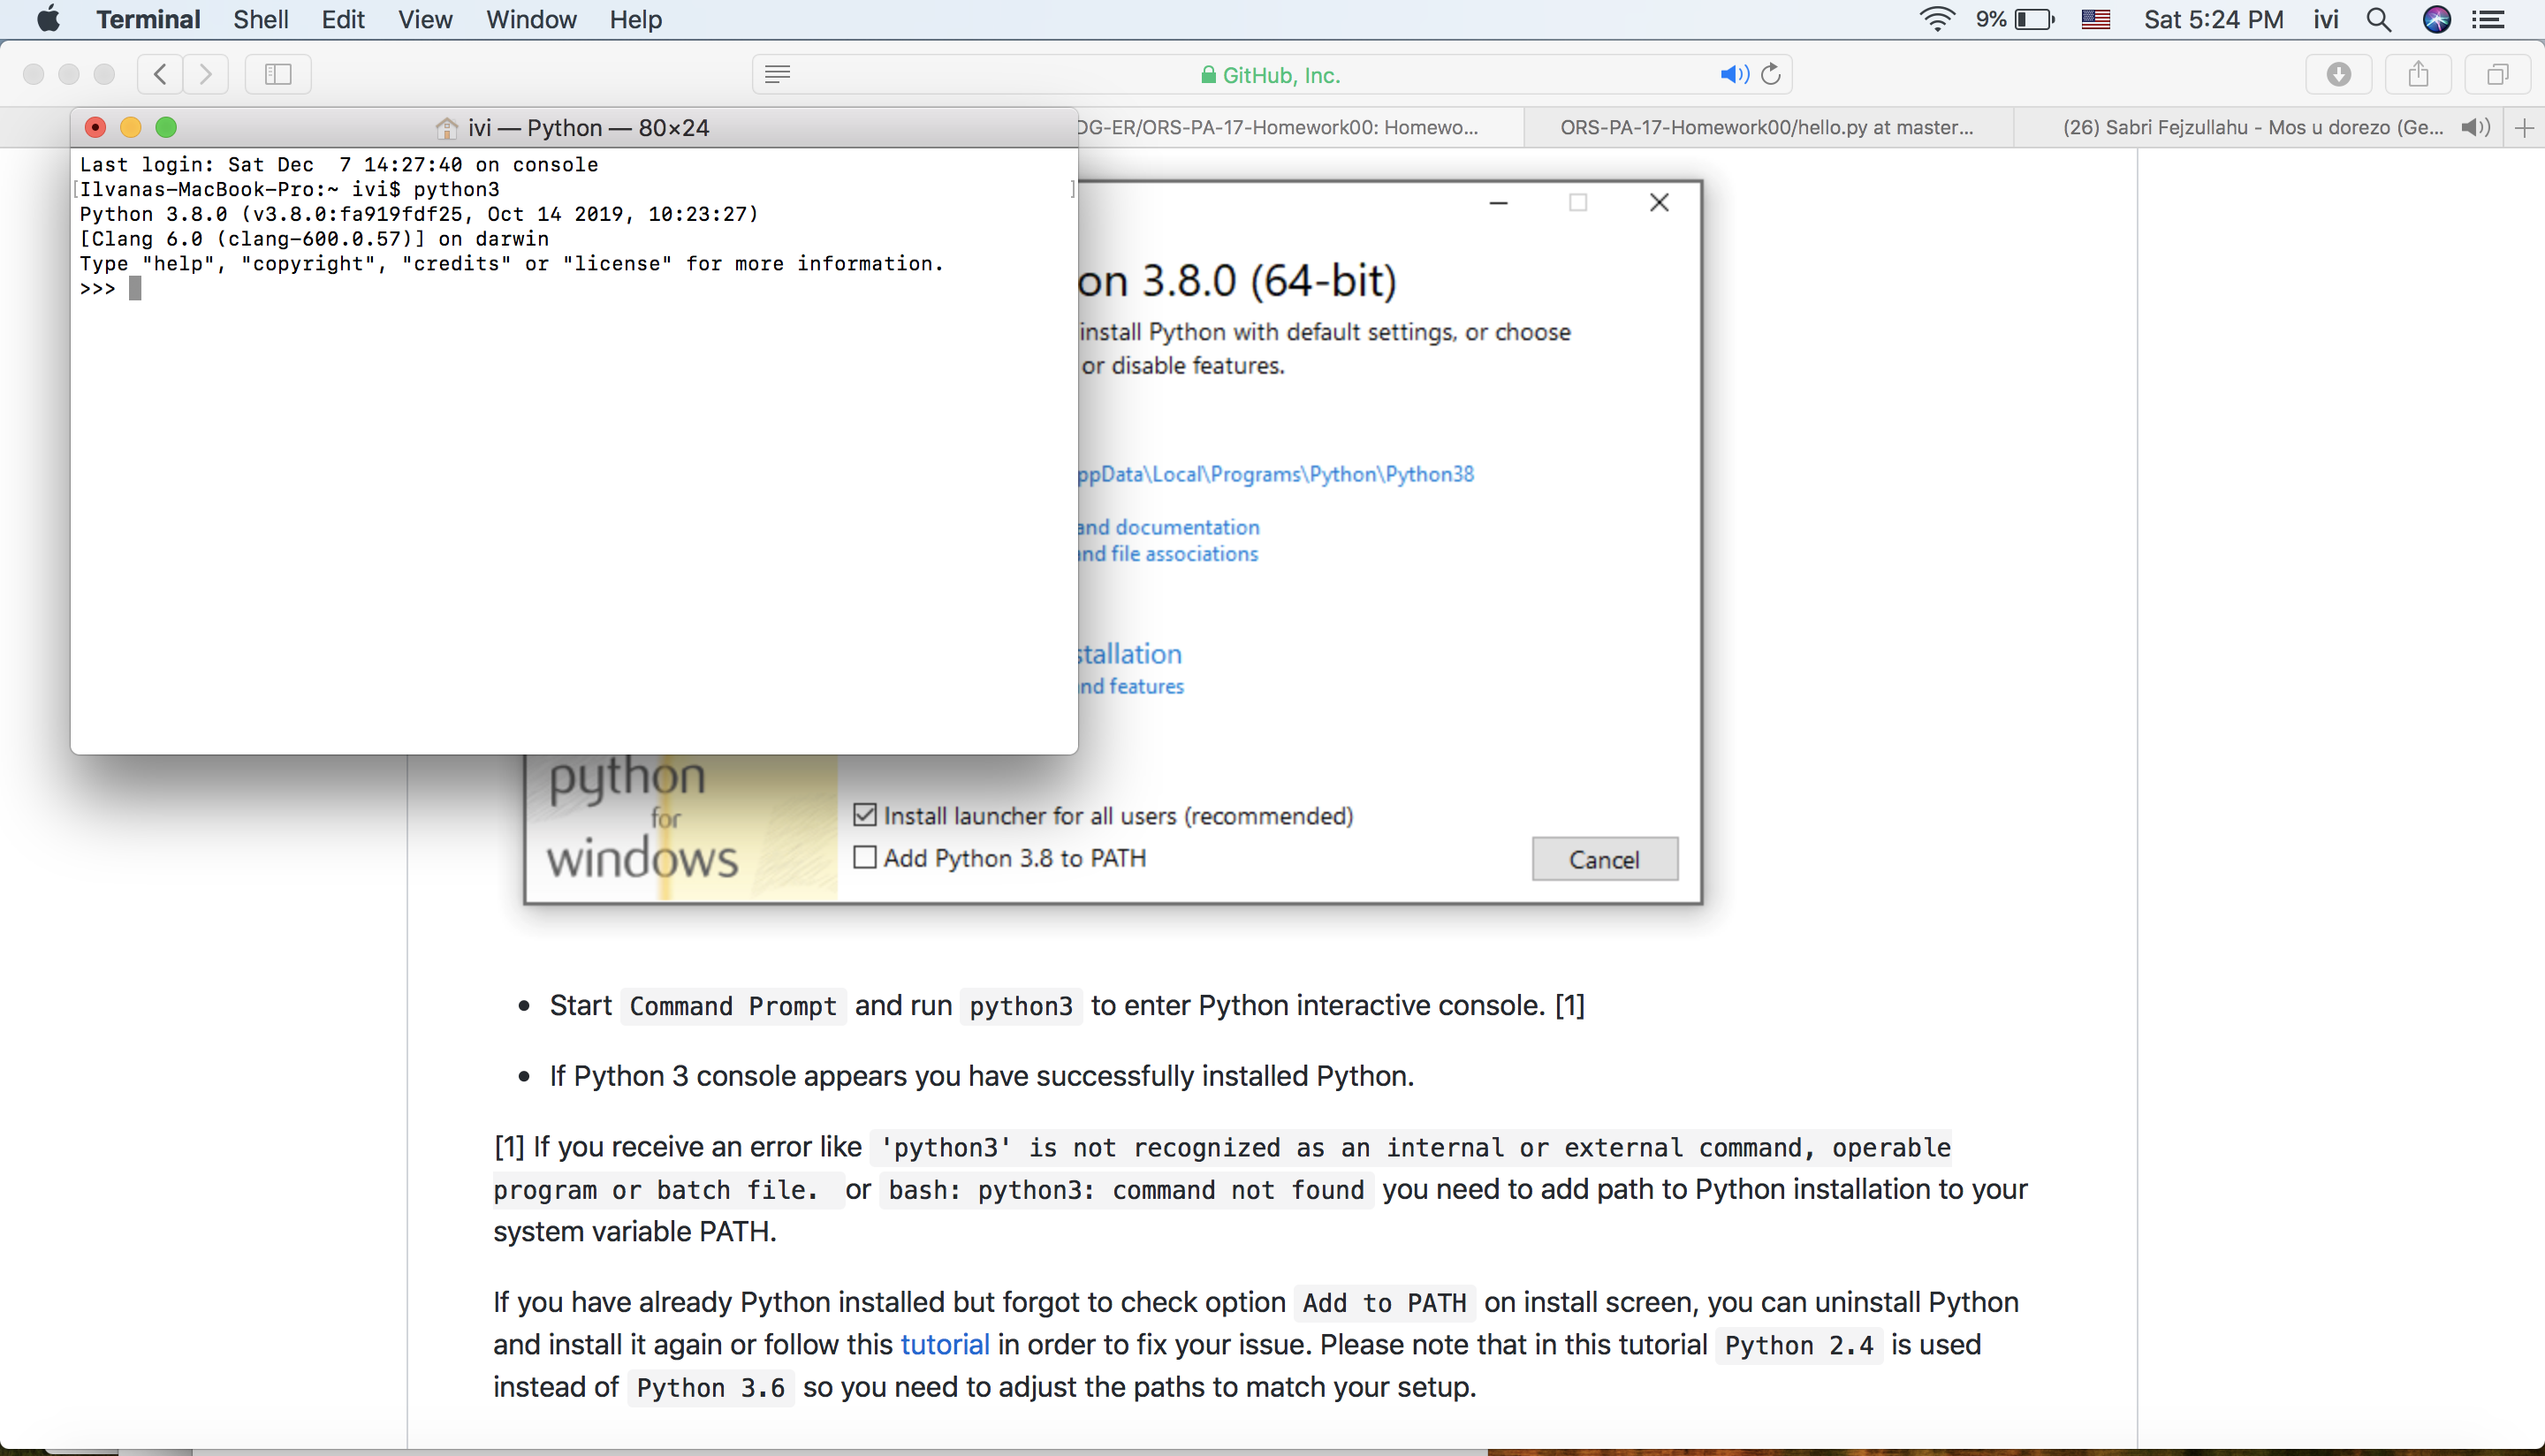 Terminal Shell Edit View Window Help 9% Sat 5:24 PM ivi
GitHub, Inc.
DG-ER/ORS-PA-17-Homework00: Homewo... ORS-PA-17-Homework00/hello.py at master... (26) Sabri Fejzullahu - Mos u dorezo (Ge...
ivi — Python — 80×24
Last login: Sat Dec  7 14:27:40 on console
[Ilvanas-MacBook-Pro:~ ivi$ python3 ]
Python 3.8.0 (v3.8.0:fa919fdf25, Oct 14 2019, 10:23:27)
[Clang 6.0 (clang-600.0.57)] on darwin
Type "help", "copyright", "credits" or "license" for more information.
>>>
on 3.8.0 (64-bit)
install Python with default settings, or choose
or disable features.
ppData\Local\Programs\Python\Python38
and documentation
nd file associations
stallation
nd features
python
for
windows
Install launcher for all users (recommended)
Add Python 3.8 to PATH
Cancel
• Start Command Prompt and run python3 to enter Python interactive console. [1]
• If Python 3 console appears you have successfully installed Python.
[1] If you receive an error like 'python3' is not recognized as an internal or external command, operable
program or batch file. or bash: python3: command not found you need to add path to Python installation to your
system variable PATH.
If you have already Python installed but forgot to check option Add to PATH on install screen, you can uninstall Python
and install it again or follow this tutorial in order to fix your issue. Please note that in this tutorial Python 2.4 is used
instead of Python 3.6 so you need to adjust the paths to match your setup.